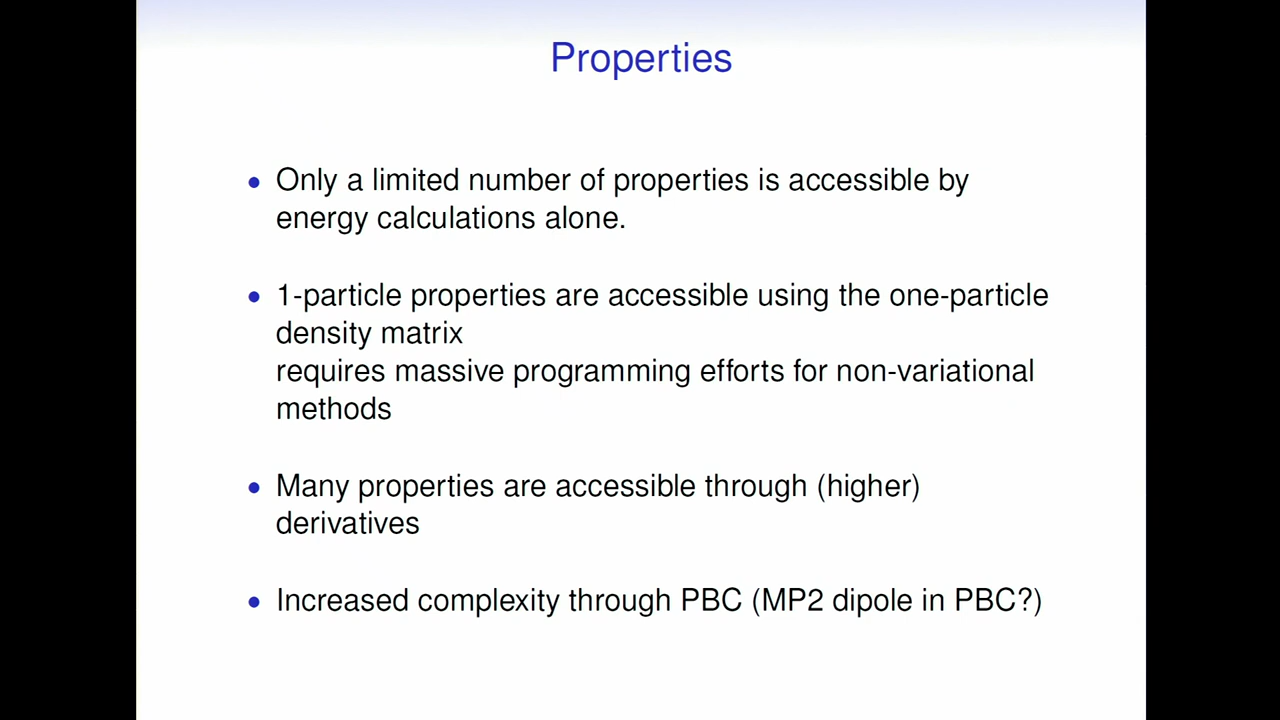 Properties
• Only a limited number of properties is accessible by
energy calculations alone.
• 1-particle properties are accessible using the one-particle
density matrix
requires massive programming efforts for non-variational
methods
• Many properties are accessible through (higher)
derivatives
• Increased complexity through PBC (MP2 dipole in PBC?)